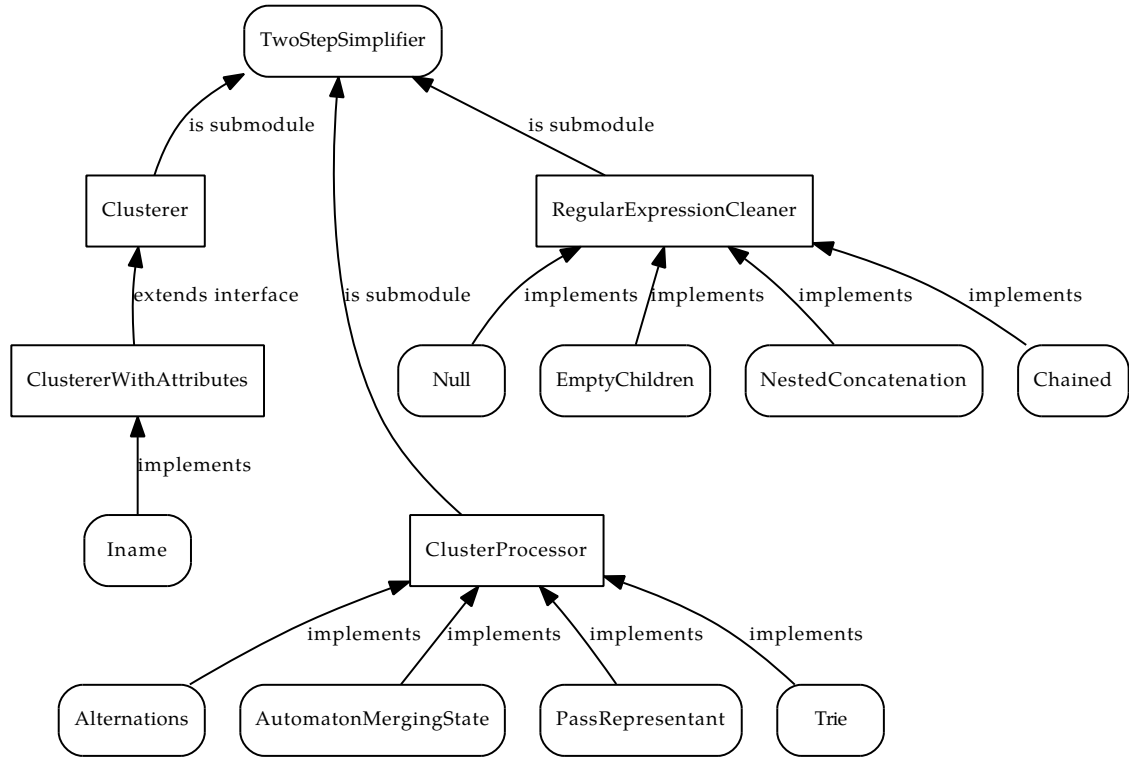 TwoStepSimplifier
is submodule
is submodule
Clusterer
RegularExpressionCleaner
extends interface
is submodule
implements
implements
implements
implements
ClustererWithAttributes
Null
EmptyChildren
NestedConcatenation
Chained
implements
Iname
ClusterProcessor
implements
implements
implements
implements
Alternations
AutomatonMergingState
PassRepresentant
Trie